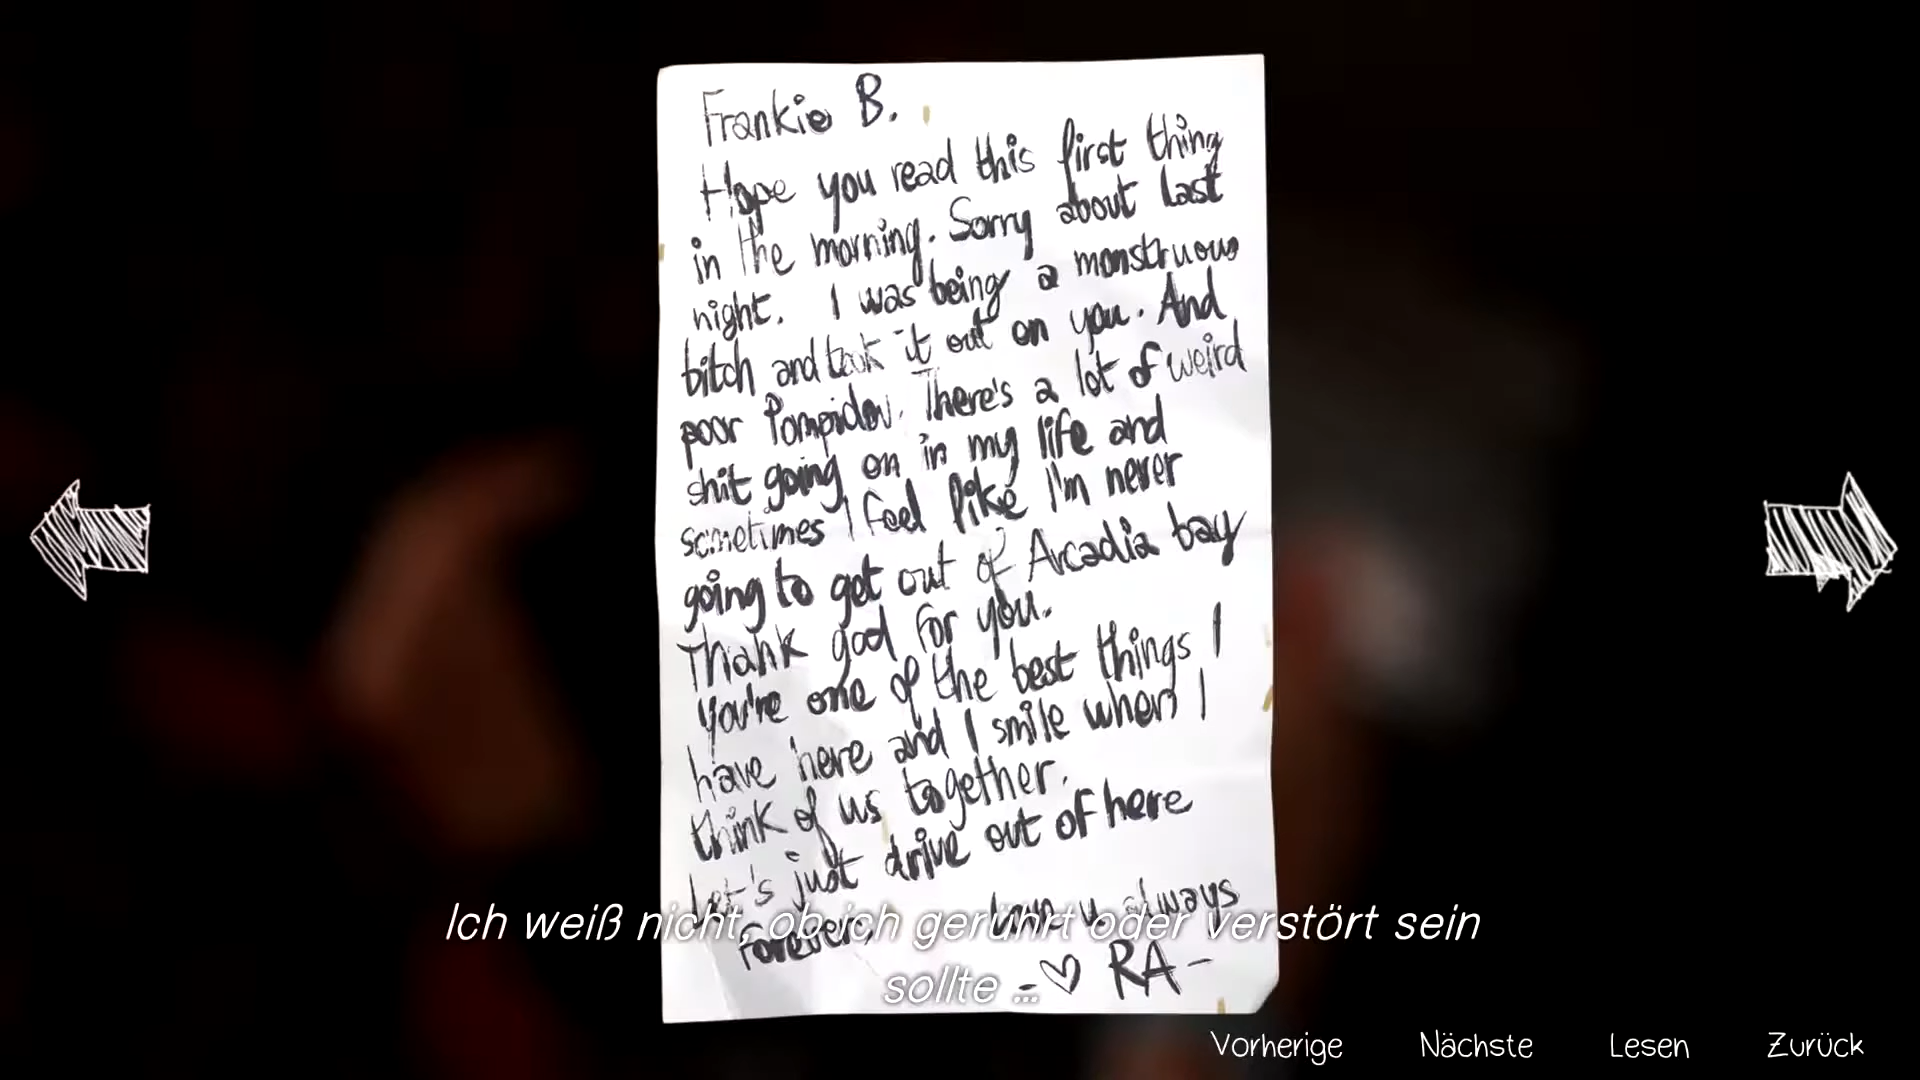 Frankie B.
Hope you read this first thing
in the morning. Sorry about last
night. I was being a monstruous
bitch and took it out on you. And
poor Pompidou. There's a lot of weird
shit going on in my life and
sometimes I feel like I'm never
going to get out of Arcadia bay
Thank god for you.
You're one of the best things I
have here and I smile when I
think of us together.
Let's just drive out of here
forever. Love u always
-♡ RA-
Ich weiß nicht, ob ich gerührt oder verstört sein
sollte ...
Vorherige Nächste Lesen Zurück